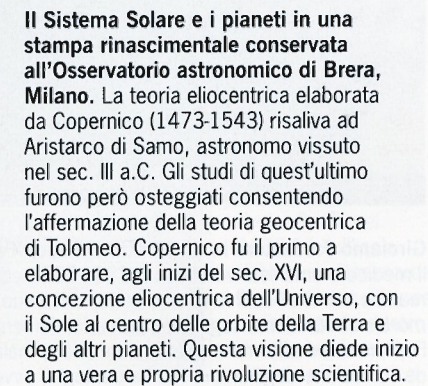 Il Sistema Solare e i pianeti in una
stampa rinascimentale conservata
all'Osservatorio astronomico di Brera,
Milano. La teoria eliocentrica elaborata
da Copernico (1473-1543) risaliva ad
Aristarco di Samo, astronomo vissuto
nel sec. III a.C. Gli studi di quest'ultimo
furono però osteggiati consentendo
l'affermazione della teoria geocentrica
di Tolomeo. Copernico fu il primo a
elaborare, agli inizi del sec. XVI, una
concezione eliocentrica dell'Universo, con
il Sole al centro delle orbite della Terra e
degli altri pianeti. Questa visione diede inizio
a una vera e propria rivoluzione scientifica.